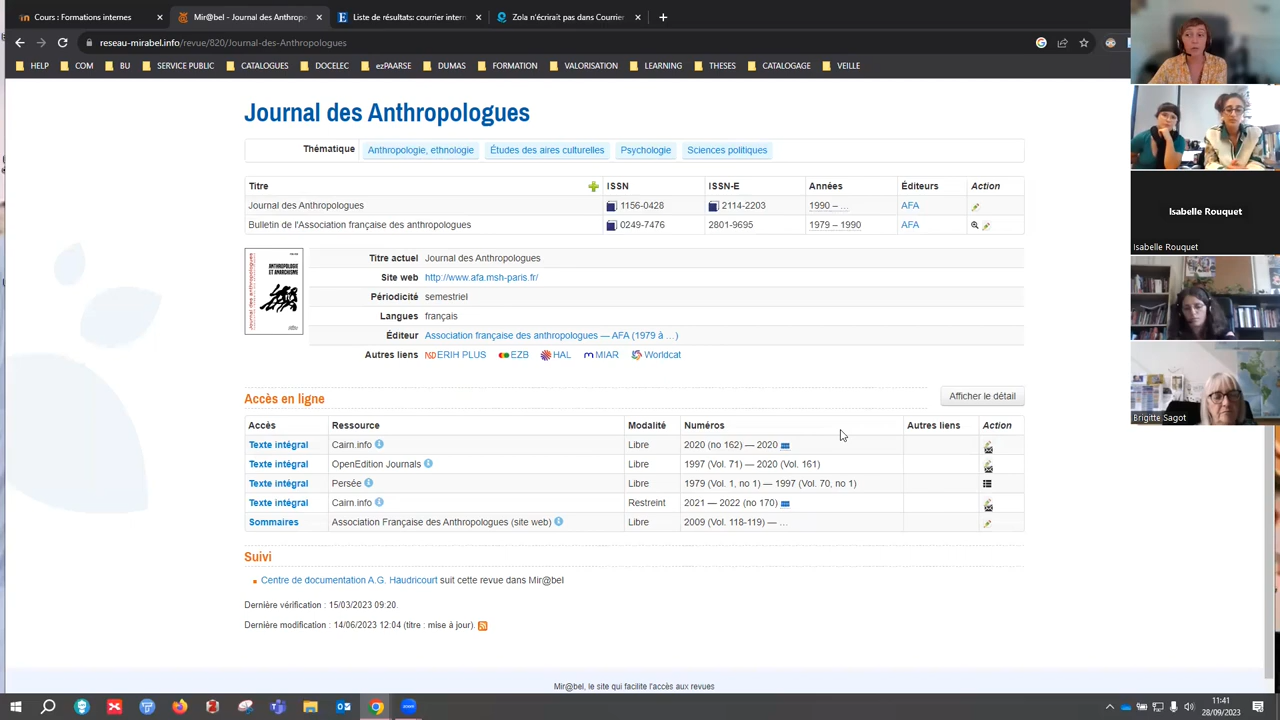 Cours : Formations internes
Mir@bel - Journal des Anthropo
Liste de résultats: courrier intern
Zola n'écrirait pas dans Courrier
reseau-mirabel.info/revue/820/Journal-des-Anthropologues
HELP COM BU SERVICE PUBLIC CATALOGUES DOCELEC ezPAARSE DUMAS FORMATION VALORISATION LEARNING THESES CATALOGAGE VEILLE
Journal des Anthropologues
Thématique Anthropologie, ethnologie Études des aires culturelles Psychologie Sciences politiques
Titre ISSN ISSN-E Années Éditeurs Action
Journal des Anthropologues 1156-0428 2114-2203 1990 – ... AFA
Bulletin de l'Association française des anthropologues 0249-7476 2801-9695 1979 – 1990 AFA
Journal des anthropologues
ANTHROPOLOGIE
ET ANARCHISME
Titre actuel Journal des Anthropologues
Site web http://www.afa.msh-paris.fr/
Périodicité semestriel
Langues français
Éditeur Association française des anthropologues — AFA (1979 à ...)
Autres liens ERIH PLUS EZB HAL MIAR Worldcat
Accès en ligne
Afficher le détail
Accès Ressource Modalité Numéros Autres liens Action
Texte intégral Cairn.info Libre 2020 (no 162) — 2020
Texte intégral OpenEdition Journals Libre 1997 (Vol. 71) — 2020 (Vol. 161)
Texte intégral Persée Libre 1979 (Vol. 1, no 1) — 1997 (Vol. 70, no 1)
Texte intégral Cairn.info Restreint 2021 — 2022 (no 170)
Sommaires Association Française des Anthropologues (site web) Libre 2009 (Vol. 118-119) — ...
Suivi
Centre de documentation A.G. Haudricourt suit cette revue dans Mir@bel
Dernière vérification : 15/03/2023 09:20.
Dernière modification : 14/06/2023 12:04 (titre : mise à jour).
Mir@bel, le site qui facilite l'accès aux revues
Isabelle Rouquet
Isabelle Rouquet
Brigitte Sagot
11:41
28/09/2023